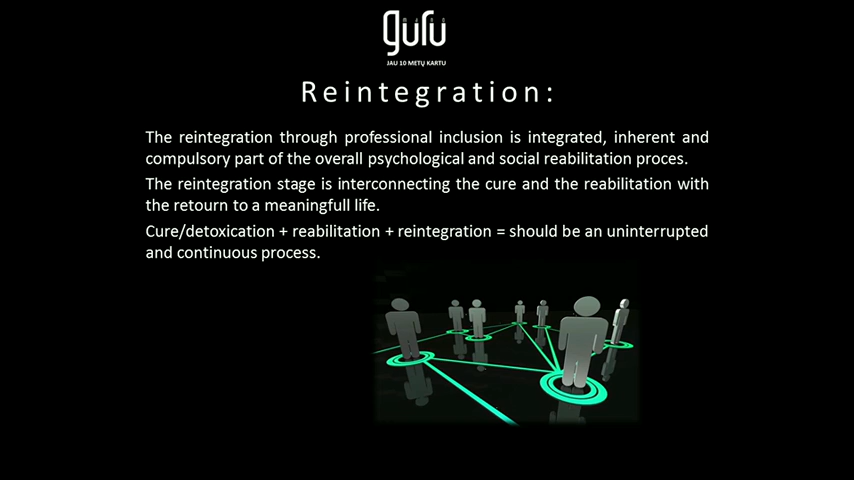 guru
JAU 10 METŲ KARTU
Reintegration:
The reintegration through professional inclusion is integrated, inherent and
compulsory part of the overall psychological and social reabilitation proces.
The reintegration stage is interconnecting the cure and the reabilitation with
the retourn to a meaningfull life.
Cure/detoxication + reabilitation + reintegration = should be an uninterrupted
and continuous process.